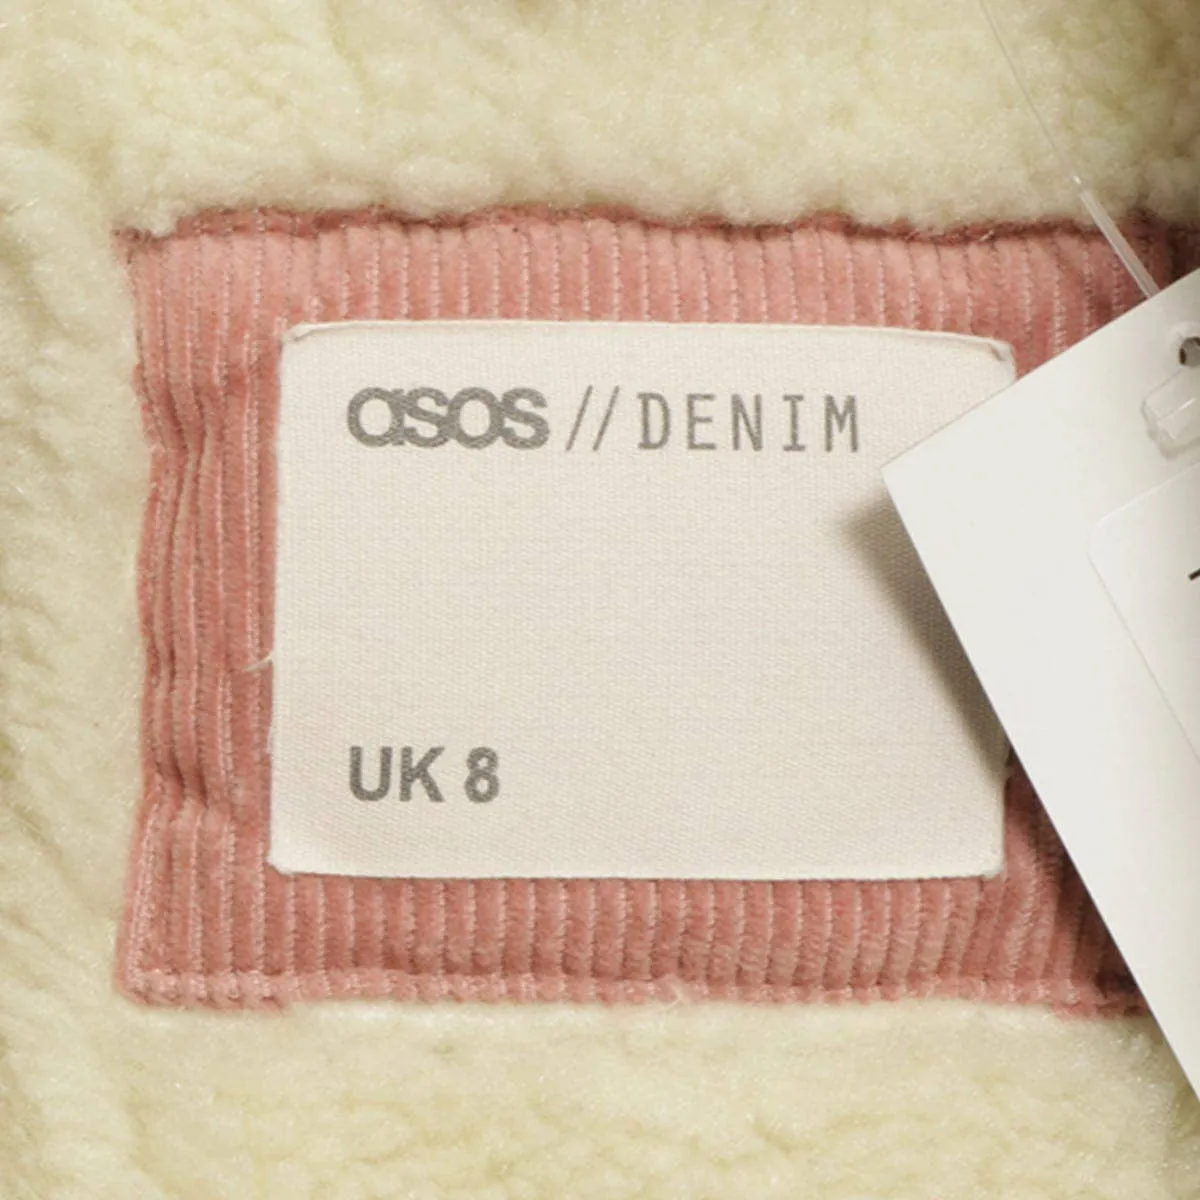 asos // DENIM
UK 8